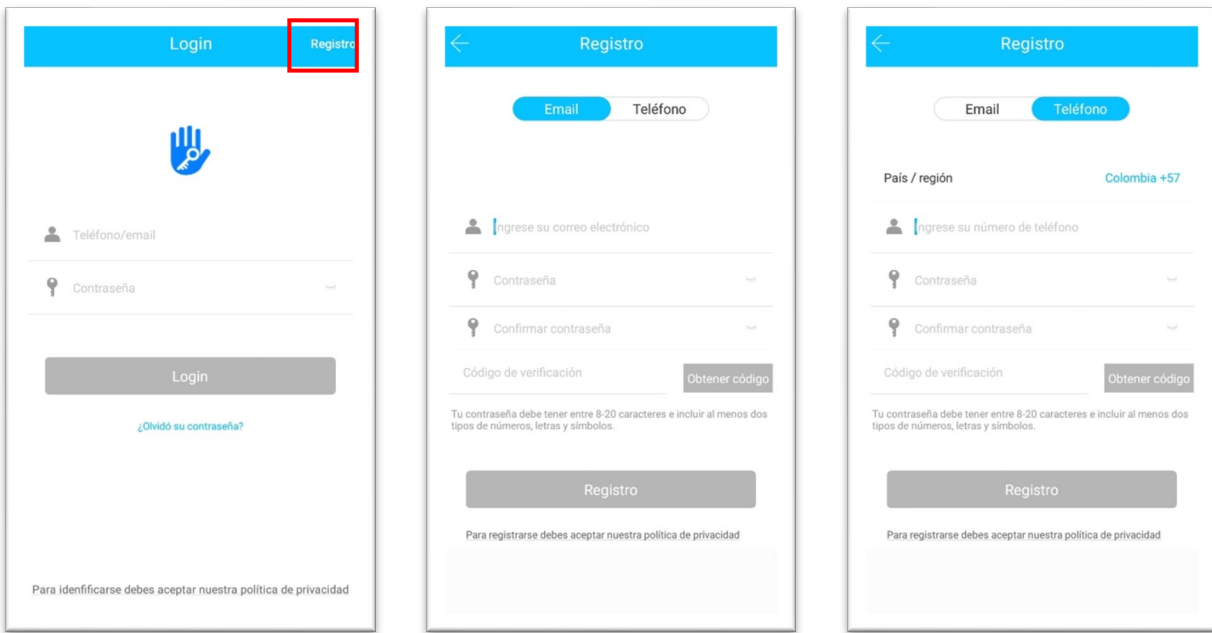 Login
Registro
Teléfono/email
Contraseña
Login
¿Olvidó su contraseña?
Para idenfificarse debes aceptar nuestra política de privacidad
Registro
Email
Teléfono
Ingrese su correo electrónico
Contraseña
Confirmar contraseña
Código de verificación
Obtener código
Tu contraseña debe tener entre 8-20 caracteres e incluir al menos dos
tipos de números, letras y símbolos.
Registro
Para registrarse debes aceptar nuestra política de privacidad
Registro
Email
Teléfono
País / región
Colombia +57
Ingrese su número de teléfono
Contraseña
Confirmar contraseña
Código de verificación
Obtener código
Tu contraseña debe tener entre 8-20 caracteres e incluir al menos dos
tipos de números, letras y símbolos.
Registro
Para registrarse debes aceptar nuestra política de privacidad